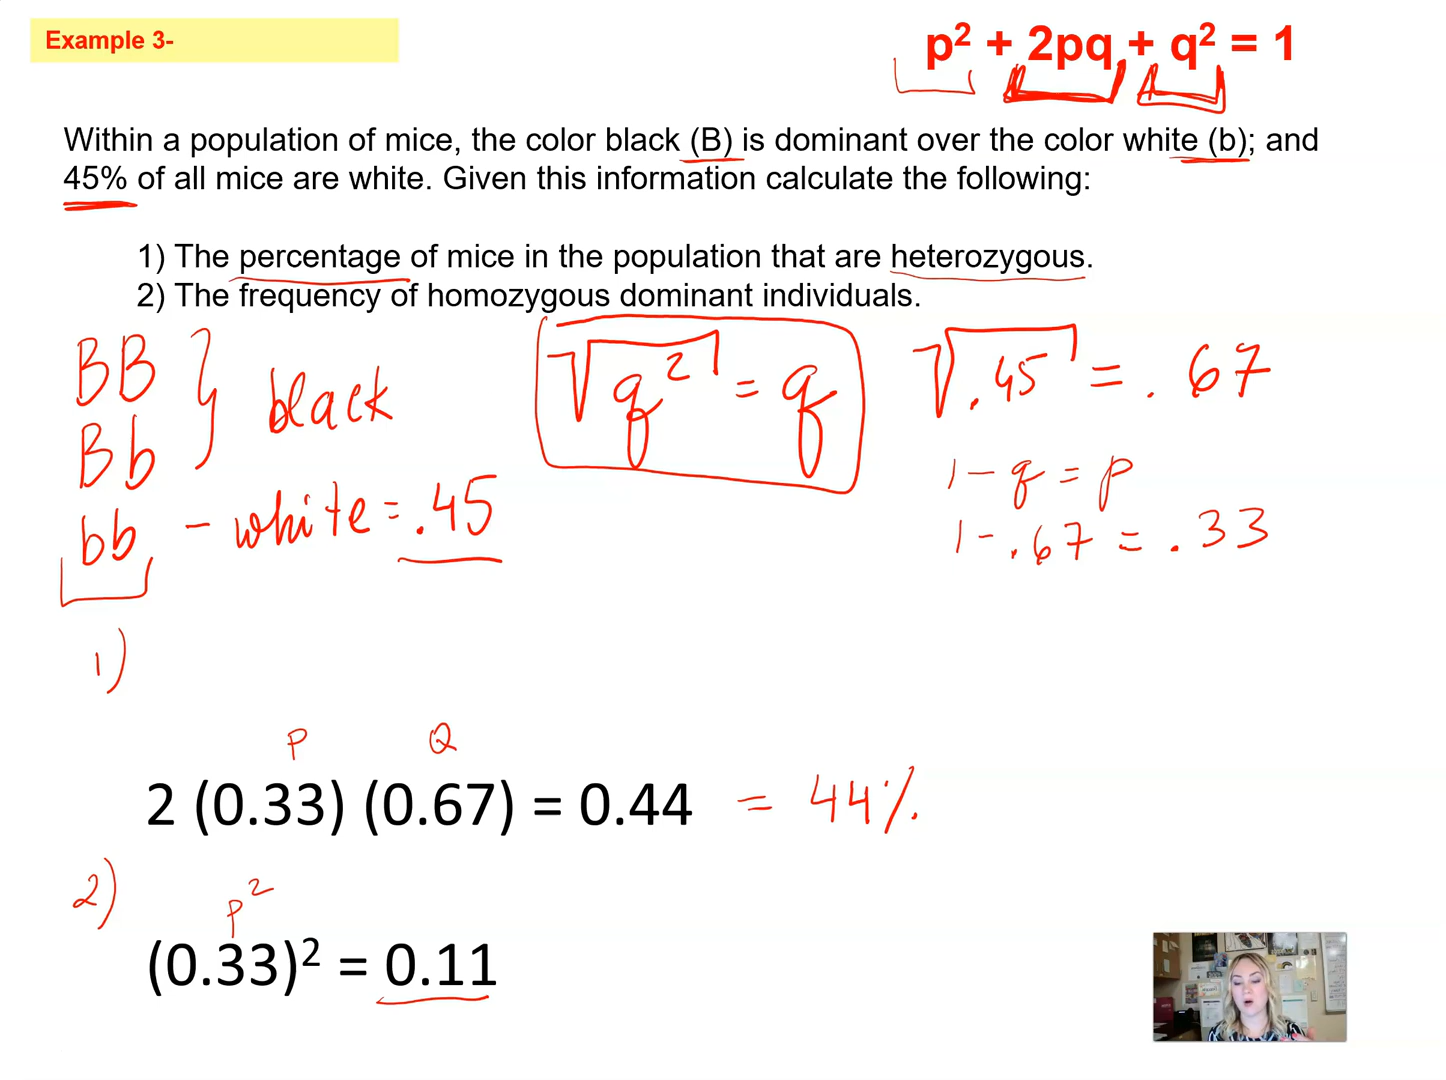 Example 3-
p² + 2pq + q² = 1
Within a population of mice, the color black (B) is dominant over the color white (b); and
45% of all mice are white. Given this information calculate the following:
1) The percentage of mice in the population that are heterozygous.
2) The frequency of homozygous dominant individuals.
BB
Bb
} black
bb - white = .45
√q² = q
√.45 = .67
1 - q = p
1 - .67 = .33
1)
P Q
2 (0.33) (0.67) = 0.44 = 44%
2)
p²
(0.33)² = 0.11